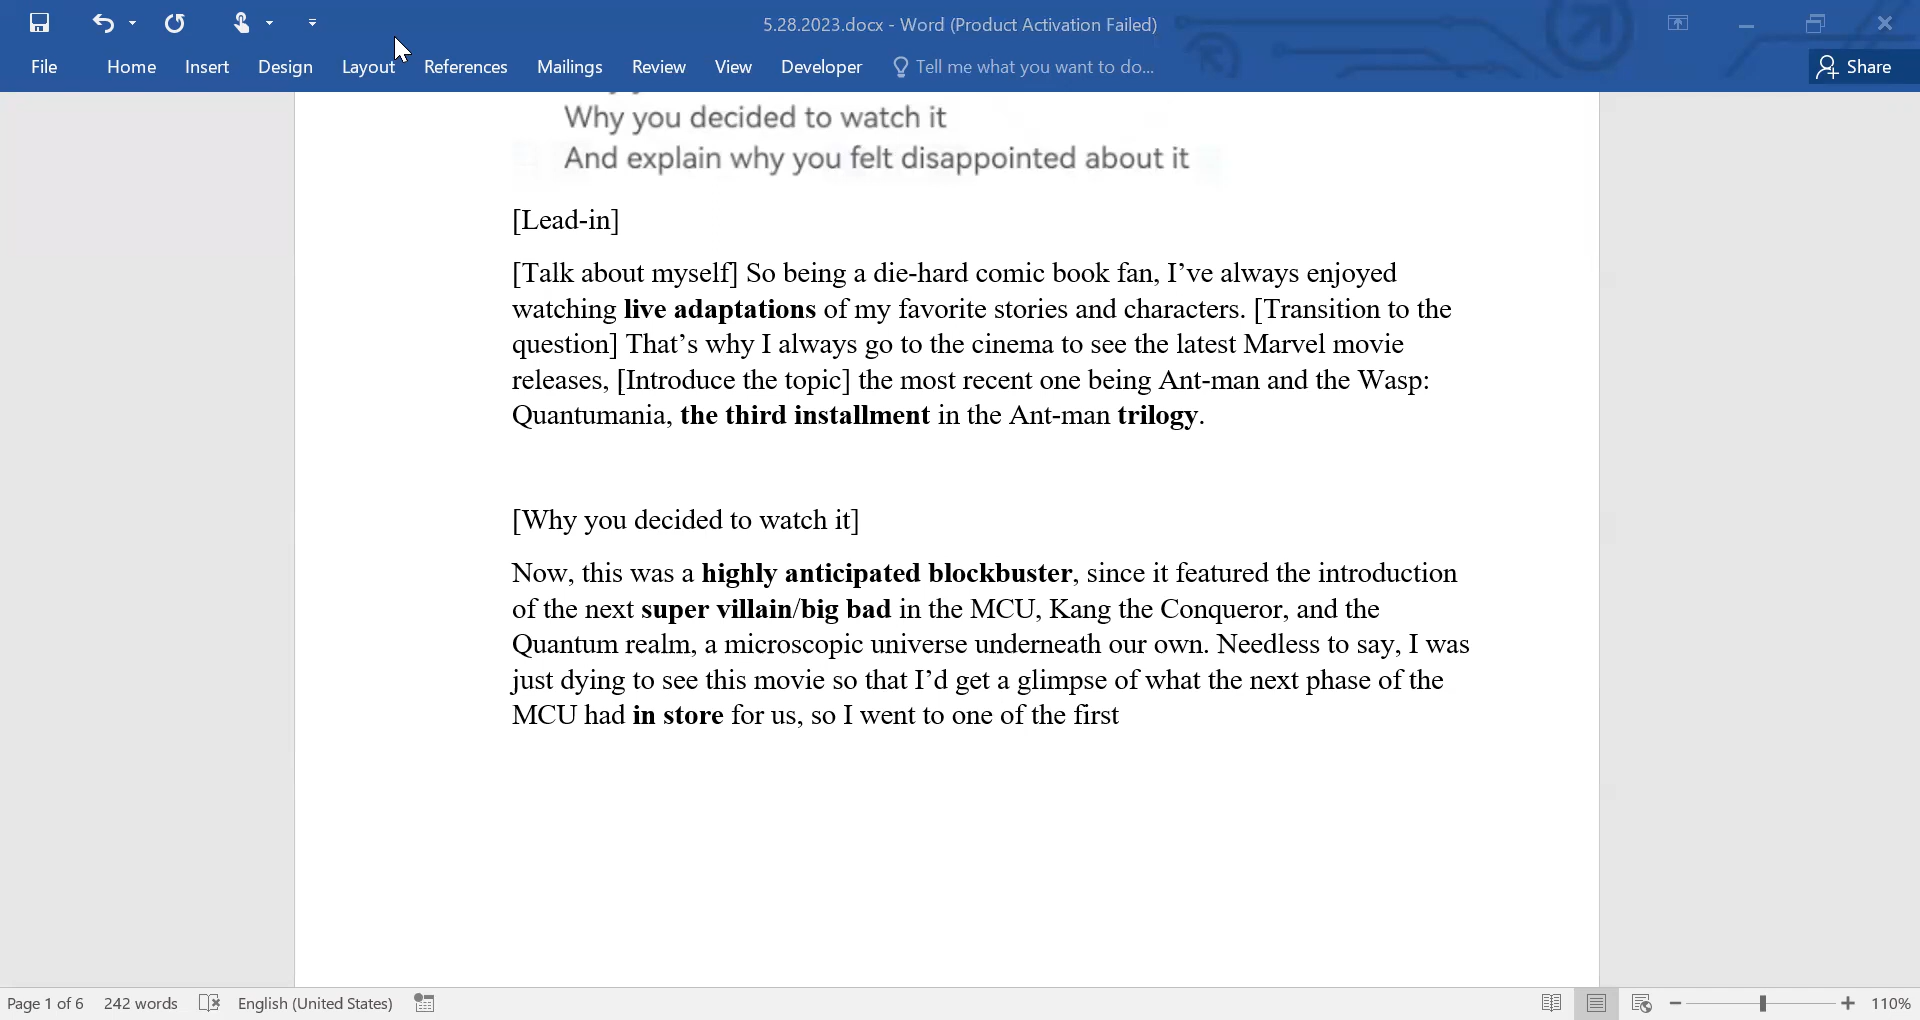 5.28.2023.docx - Word (Product Activation Failed)
File Home Insert Design Layout References Mailings Review View Developer Tell me what you want to do... Share
Why you decided to watch it
And explain why you felt disappointed about it
[Lead-in]
[Talk about myself] So being a die-hard comic book fan, I’ve always enjoyed
watching live adaptations of my favorite stories and characters. [Transition to the
question] That’s why I always go to the cinema to see the latest Marvel movie
releases, [Introduce the topic] the most recent one being Ant-man and the Wasp:
Quantumania, the third installment in the Ant-man trilogy.
[Why you decided to watch it]
Now, this was a highly anticipated blockbuster, since it featured the introduction
of the next super villain/big bad in the MCU, Kang the Conqueror, and the
Quantum realm, a microscopic universe underneath our own. Needless to say, I was
just dying to see this movie so that I’d get a glimpse of what the next phase of the
MCU had in store for us, so I went to one of the first
Page 1 of 6 242 words English (United States) 110%